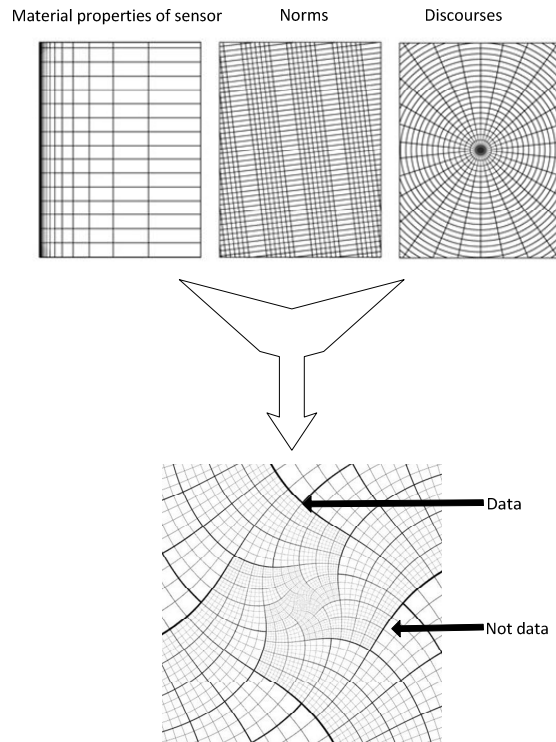 Material properties of sensor
Norms
Discourses
Data
Not data